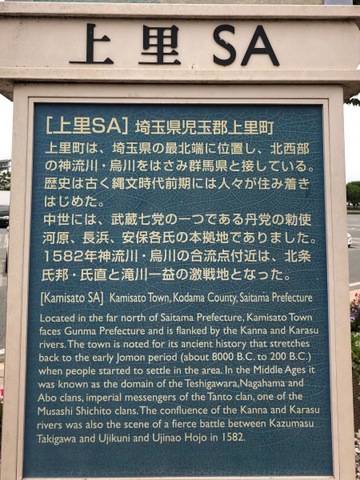 上里 SA
［上里SA］埼玉県児玉郡上里町
上里町は、埼玉県の最北端に位置し、北西部
の神流川・烏川をはさみ群馬県と接している。
歴史は古く縄文時代前期には人々が住み着き
はじめた。
中世には、武蔵七党の一つである丹党の勅使
河原、長浜、安保各氏の本拠地でありました。
1582年神流川・烏川の合流点付近は、北条
氏邦・氏直と滝川一益の激戦地となった。
[Kamisato SA] Kamisato Town, Kodama County, Saitama Prefecture
Located in the far north of Saitama Prefecture, Kamisato Town
faces Gunma Prefecture and is flanked by the Kanna and Karasu
rivers. The town is noted for its ancient history that stretches
back to the early Jomon period (about 8000 B.C. to 200 B.C.)
when people started to settle in the area. In the Middle Ages it
was known as the domain of the Teshigawara, Nagahama and
Abo clans, imperial messengers of the Tanto clan, one of the
Musashi Shichito clans. The confluence of the Kanna and Karasu
rivers was also the scene of a fierce battle between Kazumasu
Takigawa and Ujikuni and Ujinao Hojo in 1582.